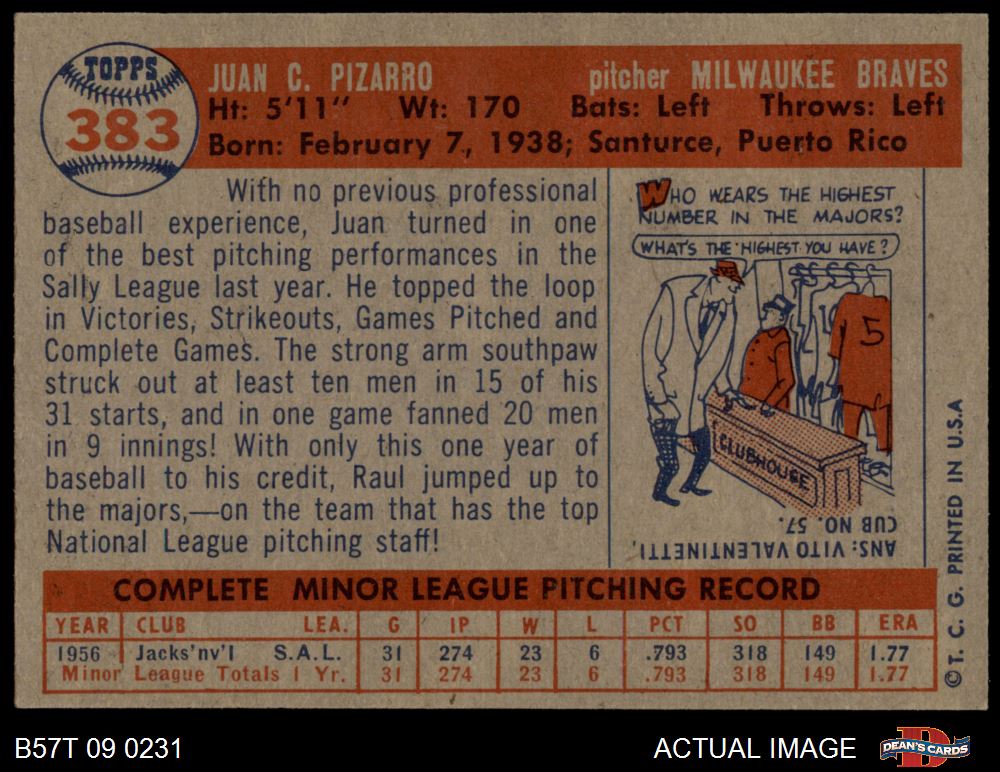 TOPPS
383
JUAN C. PIZARRO pitcher MILWAUKEE BRAVES
Ht: 5'11" Wt: 170 Bats: Left Throws: Left
Born: February 7, 1938; Santurce, Puerto Rico
With no previous professional
baseball experience, Juan turned in one
of the best pitching performances in the
Sally League last year. He topped the loop
in Victories, Strikeouts, Games Pitched and
Complete Games. The strong arm southpaw
struck out at least ten men in 15 of his
31 starts, and in one game fanned 20 men
in 9 innings! With only this one year of
baseball to his credit, Raul jumped up to
the majors,—on the team that has the top
National League pitching staff!
WHO WEARS THE HIGHEST
NUMBER IN THE MAJORS?
WHAT'S THE HIGHEST YOU HAVE?
10
5
CLUBHOUSE
ANS: VITO VALENTINETTI,
CUB NO. 57.
COMPLETE MINOR LEAGUE PITCHING RECORD
YEAR CLUB LEA. G IP W L PCT SO BB ERA
1956 Jacks'nv'l S.A.L. 31 274 23 6 .793 318 149 1.77
Minor League Totals 1 Yr. 31 274 23 6 .793 318 149 1.77
©T. C. G. PRINTED IN U.S.A
B57T 09 0231
ACTUAL IMAGE
DEAN'S CARDS